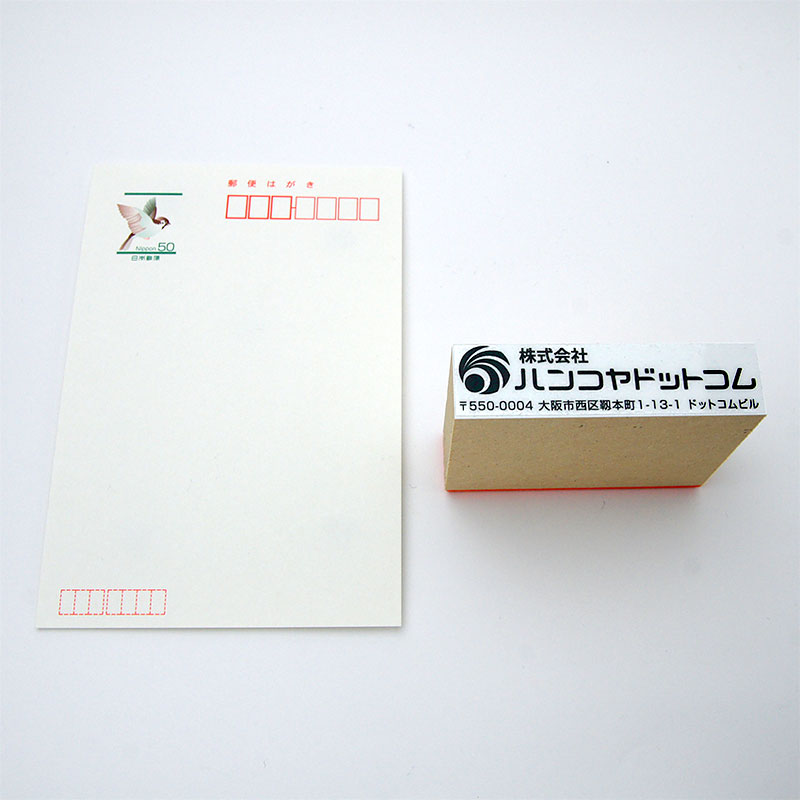 郵便はがき
Nippon 50
日本郵便
株式会社
ハンコヤドットコム
〒550-0004 大阪市西区靱本町1-13-1 ドットコムビル